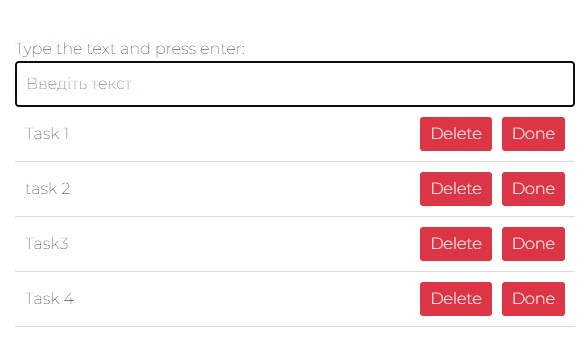 Type the text and press enter:
Введіть текст
Task 1 Delete Done
task 2 Delete Done
Task3 Delete Done
Task 4 Delete Done